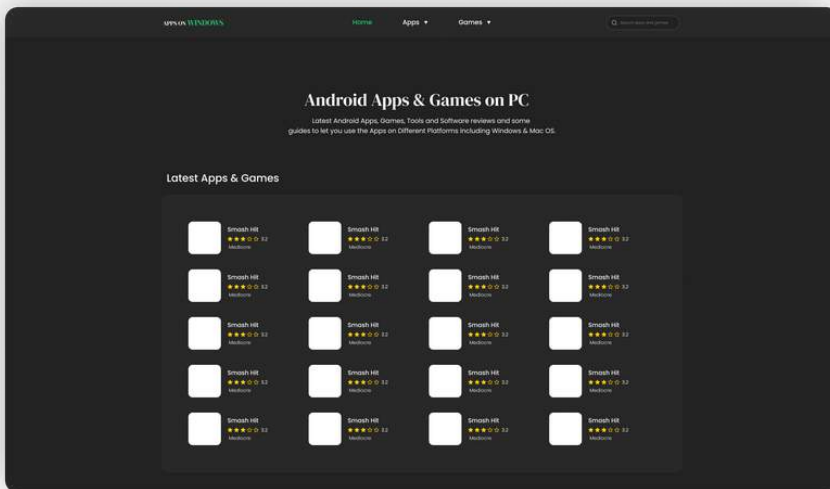 APPS ON WINDOWS
Home Apps ▼ Games ▼
Search apps and games
Android Apps & Games on PC
Latest Android Apps, Games, Tools and Software reviews and some
guides to let you use the Apps on Different Platforms Including Windows & Mac OS.
Latest Apps & Games
Smash Hit Smash Hit Smash Hit Smash Hit
3.2 3.2 3.2 3.2
Mediocre Mediocre Mediocre Mediocre
Smash Hit Smash Hit Smash Hit Smash Hit
3.2 3.2 3.2 3.2
Mediocre Mediocre Mediocre Mediocre
Smash Hit Smash Hit Smash Hit Smash Hit
3.2 3.2 3.2 3.2
Mediocre Mediocre Mediocre Mediocre
Smash Hit Smash Hit Smash Hit Smash Hit
3.2 3.2 3.2 3.2
Mediocre Mediocre Mediocre Mediocre
Smash Hit Smash Hit Smash Hit Smash Hit
3.2 3.2 3.2 3.2
Mediocre Mediocre Mediocre Mediocre